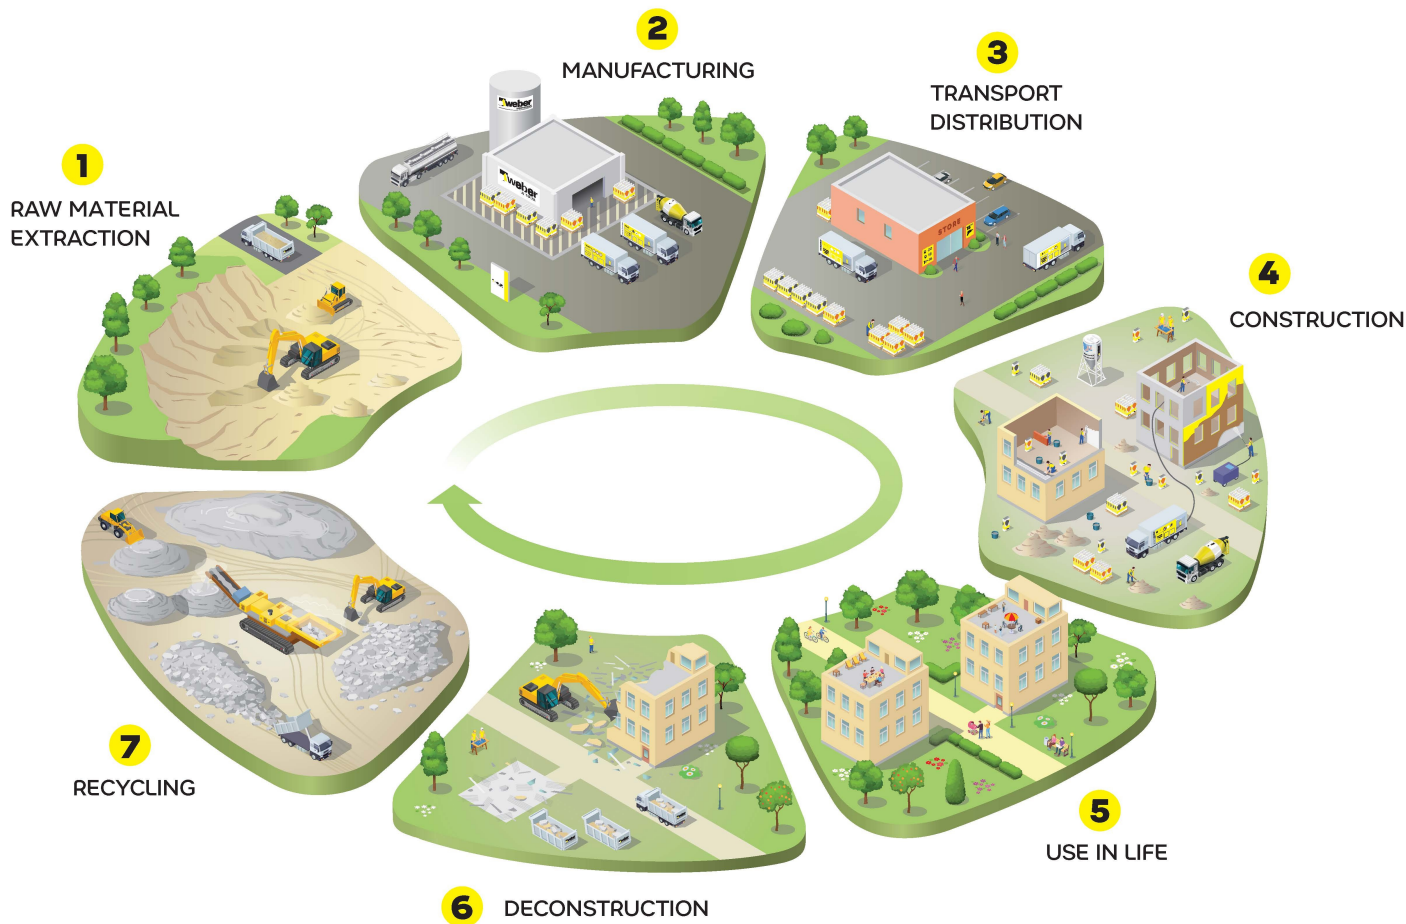 1
RAW MATERIAL
EXTRACTION
2
MANUFACTURING
weber
weber
3
TRANSPORT
DISTRIBUTION
STORE
4
CONSTRUCTION
5
USE IN LIFE
6
DECONSTRUCTION
7
RECYCLING